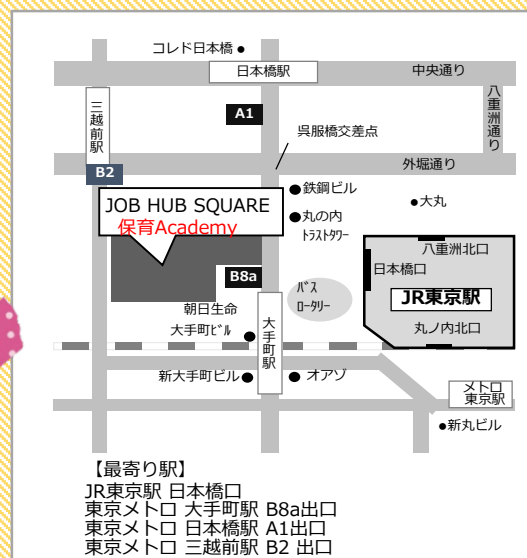 コレド日本橋
日本橋駅
中央通り
三越前駅
A1
八重洲通り
呉服橋交差点
B2
外堀通り
鉄鋼ビル
大丸
JOB HUB SQUARE
保育Academy
丸の内
ﾄﾗｽﾄﾀﾜｰ
八重洲北口
日本橋口
B8a
ﾊﾞｽ
ﾛｰﾀﾘｰ
JR東京駅
朝日生命
大手町ﾋﾞﾙ
大手町駅
丸ノ内北口
新大手町ビル
オアゾ
メトロ
東京駅
新丸ビル
【最寄り駅】
JR東京駅 日本橋口
東京メトロ 大手町駅 B8a出口
東京メトロ 日本橋駅 A1出口
東京メトロ 三越前駅 B2 出口